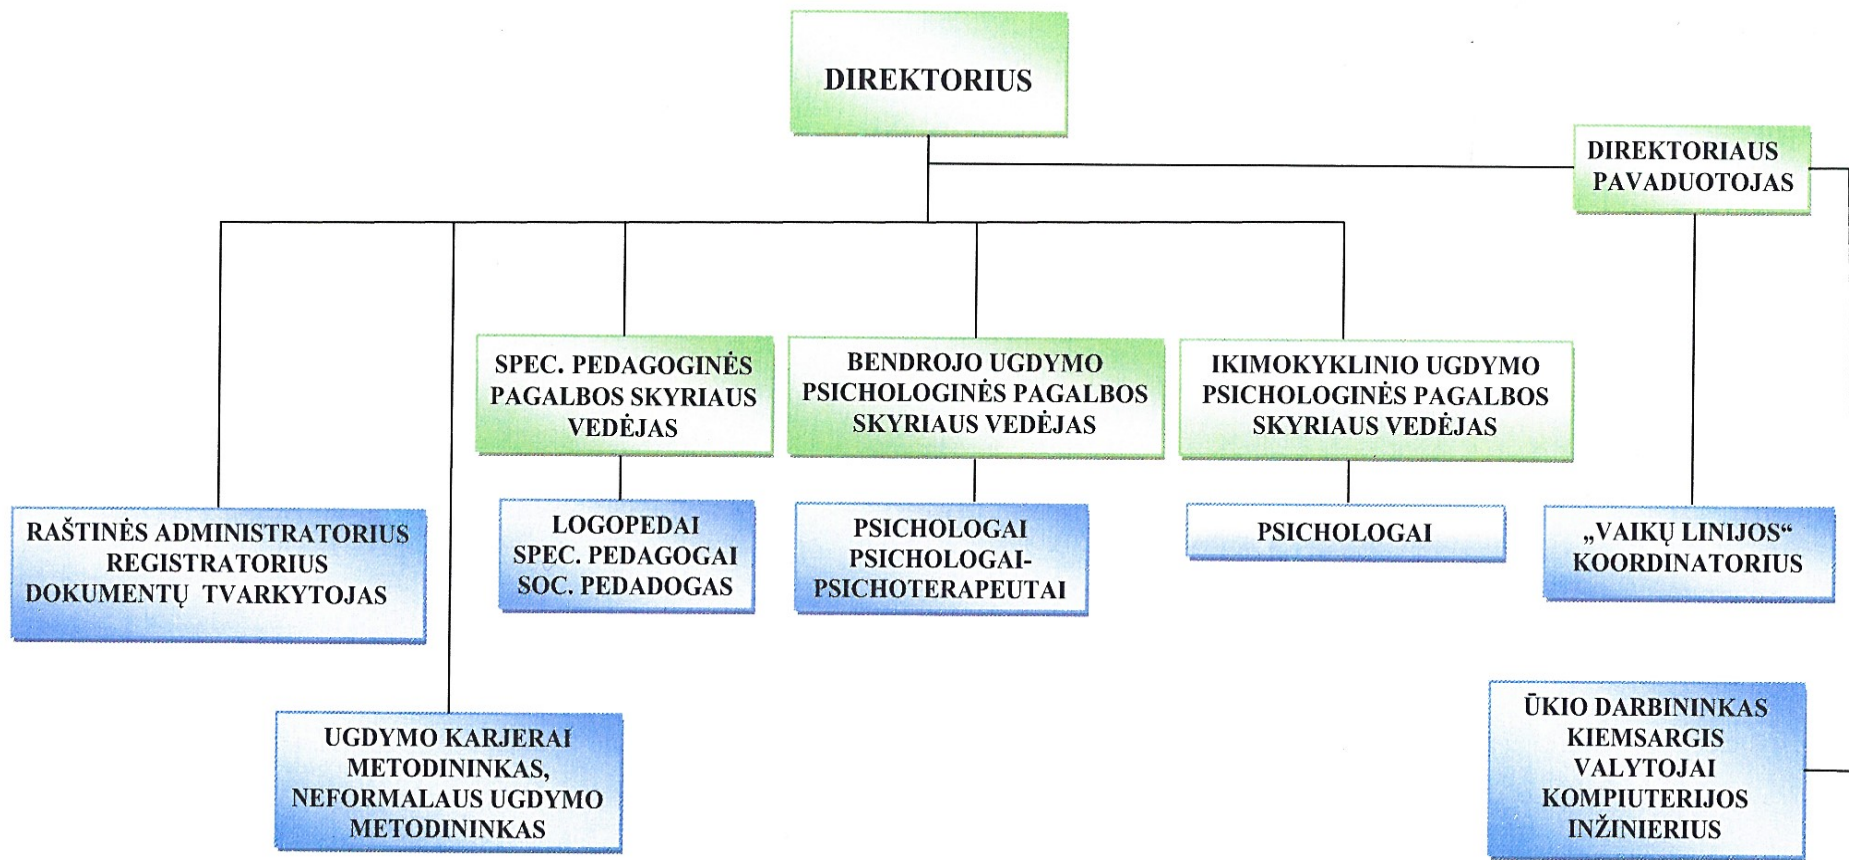 DIREKTORIUS
DIREKTORIAUS
PAVADUOTOJAS
SPEC. PEDAGOGINĖS
PAGALBOS SKYRIAUS
VEDĖJAS
BENDROJO UGDYMO
PSICHOLOGINĖS PAGALBOS
SKYRIAUS VEDĖJAS
IKIMOKYKLINIO UGDYMO
PSICHOLOGINĖS PAGALBOS
SKYRIAUS VEDĖJAS
RAŠTINĖS ADMINISTRATORIUS
REGISTRATORIUS
DOKUMENTŲ TVARKYTOJAS
LOGOPEDAI
SPEC. PEDAGOGAI
SOC. PEDADOGAS
PSICHOLOGAI
PSICHOLOGAI-
PSICHOTERAPEUTAI
PSICHOLOGAI
„VAIKŲ LINIJOS“
KOORDINATORIUS
UGDYMO KARJERAI
METODININKAS,
NEFORMALAUS UGDYMO
METODININKAS
ŪKIO DARBININKAS
KIEMSARGIS
VALYTOJAI
KOMPIUTERIJOS
INŽINIERIUS